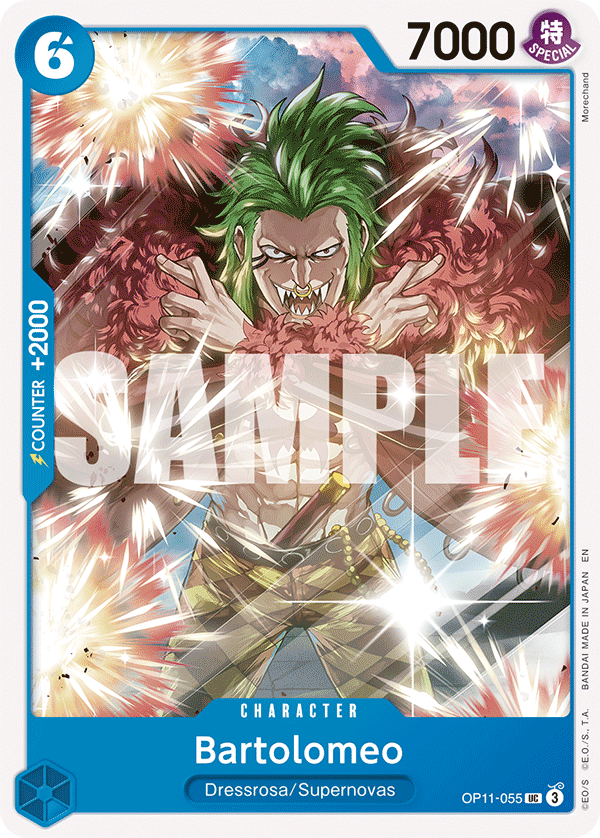 6
7000
特
SPECIAL
Morechand
COUNTER +2000
SAMPLE
BANDAI MADE IN JAPAN EN
©E.O./S., T.A.
©EO/S
CHARACTER
Bartolomeo
Dressrosa/Supernovas
OP11-055 UC 3